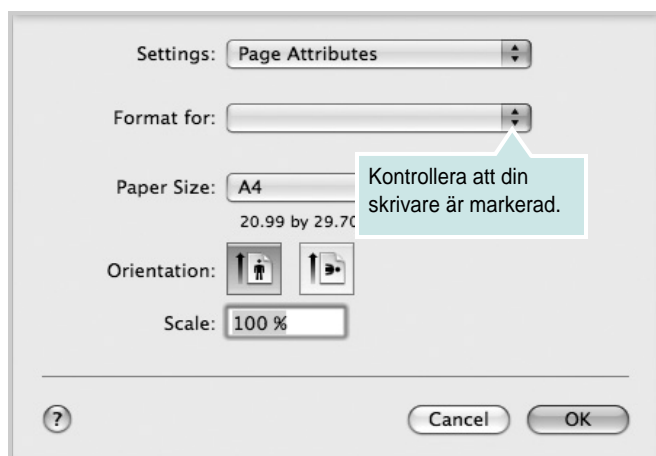 Settings: Page Attributes
Format for:
Kontrollera att din
skrivare är markerad.
Paper Size: A4
20.99 by 29.70
Orientation:
Scale: 100 %
? Cancel OK